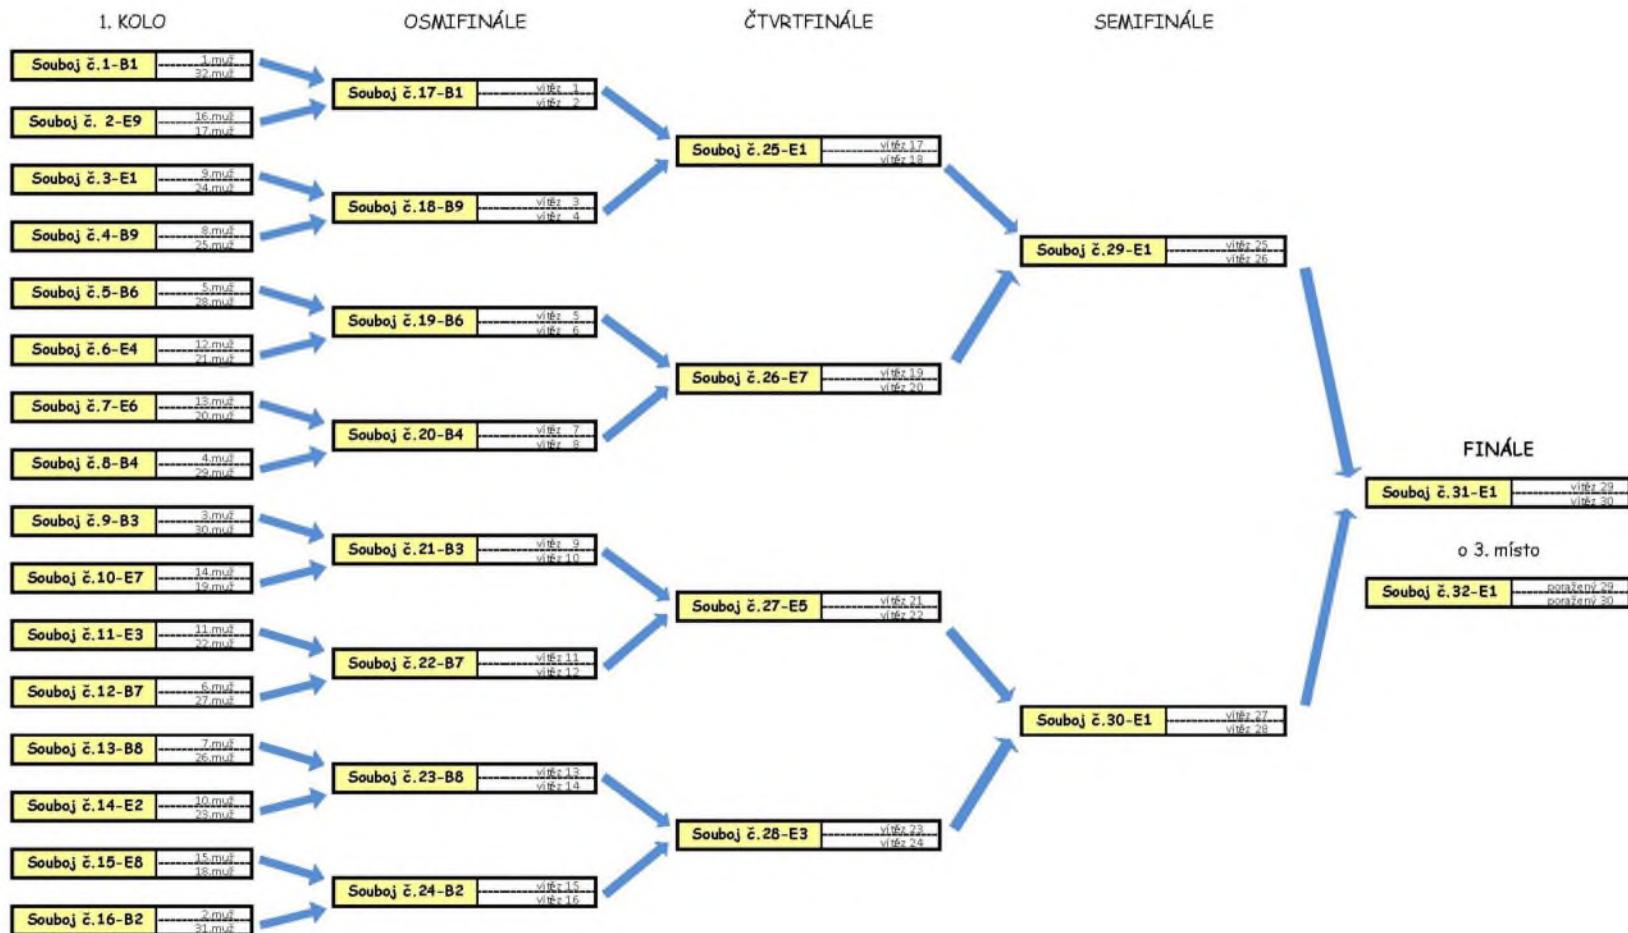 1. KOLO
OSMIFINÁLE
ČTVRTFINÁLE
SEMIFINÁLE
Souboj č.1-B1
1.muž
32.muž
Souboj č. 2-E9
16.muž
17.muž
Souboj č.3-E1
9.muž
24.muž
Souboj č.4-B9
8.muž
25.muž
Souboj č.5-B6
5.muž
28.muž
Souboj č.6-E4
12.muž
21.muž
Souboj č.7-E6
13.muž
20.muž
Souboj č.8-B4
4.muž
29.muž
Souboj č.9-B3
3.muž
30.muž
Souboj č.10-E7
14.muž
19.muž
Souboj č.11-E3
11.muž
22.muž
Souboj č.12-B7
6.muž
27.muž
Souboj č.13-B8
7.muž
26.muž
Souboj č.14-E2
10.muž
23.muž
Souboj č.15-E8
15.muž
18.muž
Souboj č.16-B2
2.muž
31.muž
Souboj č.17-B1
vítěz 1
vítěz 2
Souboj č.18-B9
vítěz 3
vítěz 4
Souboj č.19-B6
vítěz 5
vítěz 6
Souboj č.20-B4
vítěz 7
vítěz 8
Souboj č.21-B3
vítěz 9
vítěz 10
Souboj č.22-B7
vítěz 11
vítěz 12
Souboj č.23-B8
vítěz 13
vítěz 14
Souboj č.24-B2
vítěz 15
vítěz 16
Souboj č.25-E1
vítěz 17
vítěz 18
Souboj č.26-E7
vítěz 19
vítěz 20
Souboj č.27-E5
vítěz 21
vítěz 22
Souboj č.28-E3
vítěz 23
vítěz 24
Souboj č.29-E1
vítěz 25
vítěz 26
Souboj č.30-E1
vítěz 27
vítěz 28
FINÁLE
Souboj č.31-E1
vítěz 29
vítěz 30
o 3. místo
Souboj č.32-E1
poražený 29
poražený 30